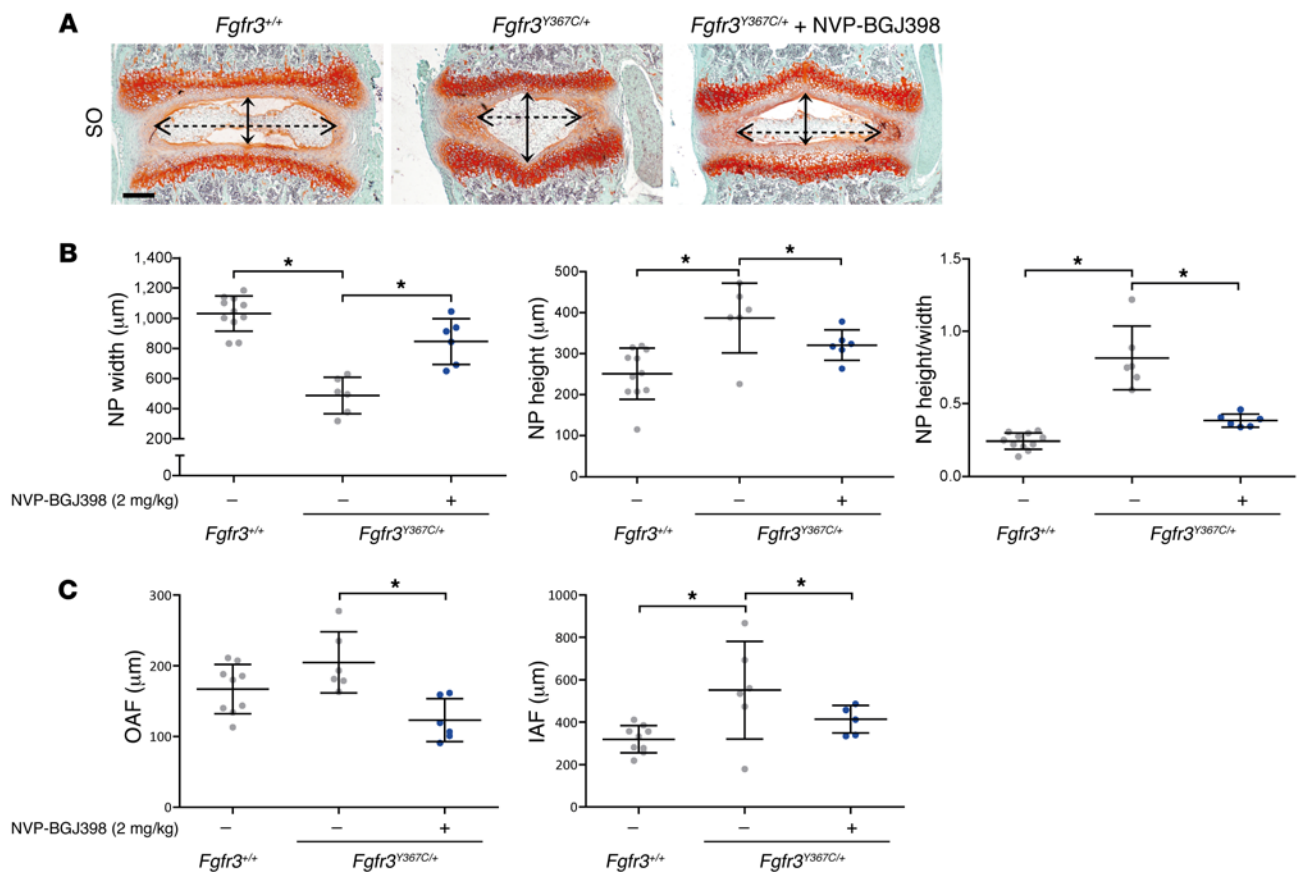 A
Fgfr3+/+ Fgfr3Y367C/+ Fgfr3Y367C/+ + NVP-BGJ398
SO
B
NP width (μm)
1,400
1,200
1,000
800
600
400
200
0
NP height (μm)
500
400
300
200
100
0
NP height/width
1.5
1.0
0.5
0.0
* * * * * *
NVP-BGJ398 (2 mg/kg) – – + – – + – – +
Fgfr3+/+ Fgfr3Y367C/+ Fgfr3+/+ Fgfr3Y367C/+ Fgfr3+/+ Fgfr3Y367C/+
C
OAF (μm)
300
200
100
0
IAF (μm)
1000
800
600
400
200
0
* * *
NVP-BGJ398 (2 mg/kg) – – + – – +
Fgfr3+/+ Fgfr3Y367C/+ Fgfr3+/+ Fgfr3Y367C/+